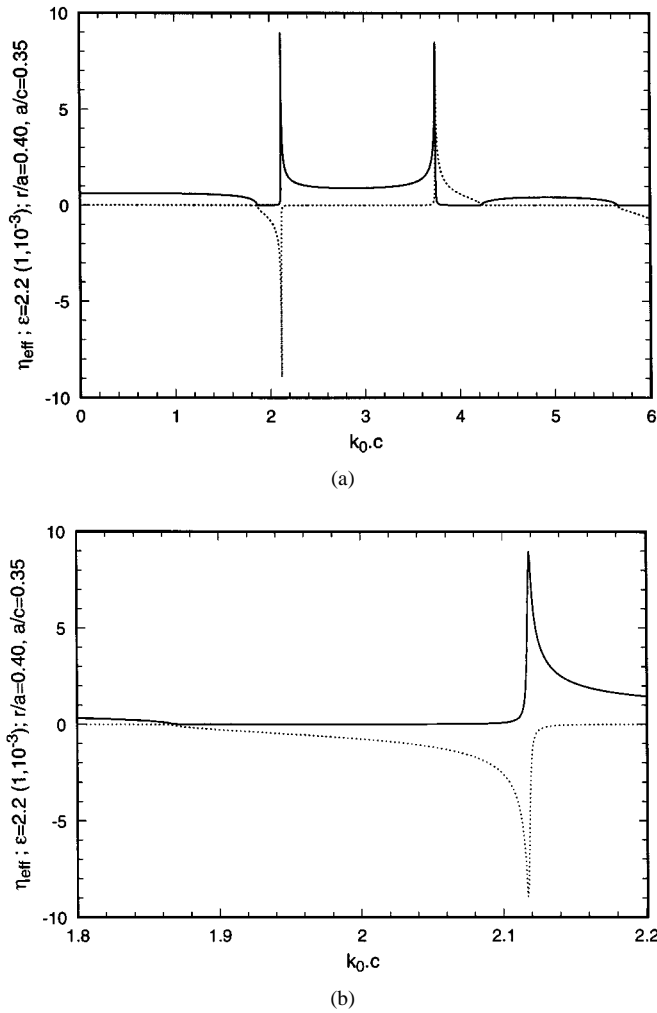 10
5
0
-5
-10
η_eff ; ε=2.2 (1,10^-3); r/a=0.40, a/c=0.35
0 1 2 3 4 5 6
k_0.c
(a)
10
5
0
-5
-10
η_eff ; ε=2.2 (1,10^-3); r/a=0.40, a/c=0.35
1.8 1.9 2 2.1 2.2
k_0.c
(b)